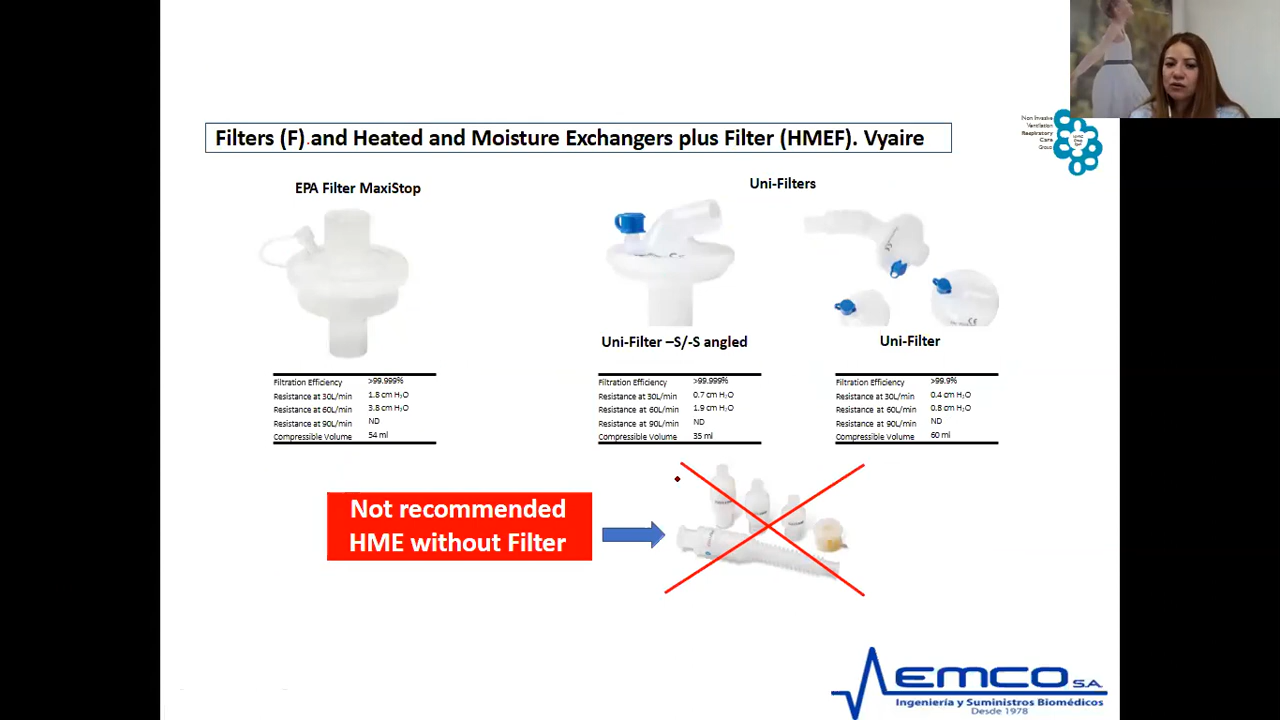 Filters (F) and Heated and Moisture Exchangers plus Filter (HMEF). Vyaire
Non Invasive
Ventilation
Respiratory
Care
Group
EPA Filter MaxiStop
Uni-Filters
Uni-Filter –S/-S angled
Uni-Filter
Filtration Efficiency >99.999%
Resistance at 30L/min 1.8 cm H₂O
Resistance at 60L/min 3.8 cm H₂O
Resistance at 90L/min ND
Compressible Volume 54 ml
Filtration Efficiency >99.999%
Resistance at 30L/min 0.7 cm H₂O
Resistance at 60L/min 1.9 cm H₂O
Resistance at 90L/min ND
Compressible Volume 35 ml
Filtration Efficiency >99.9%
Resistance at 30L/min 0.4 cm H₂O
Resistance at 60L/min 0.8 cm H₂O
Resistance at 90L/min ND
Compressible Volume 60 ml
Not recommended
HME without Filter
EMCO S.A.
Ingeniería y Suministros Biomédicos
Desde 1978